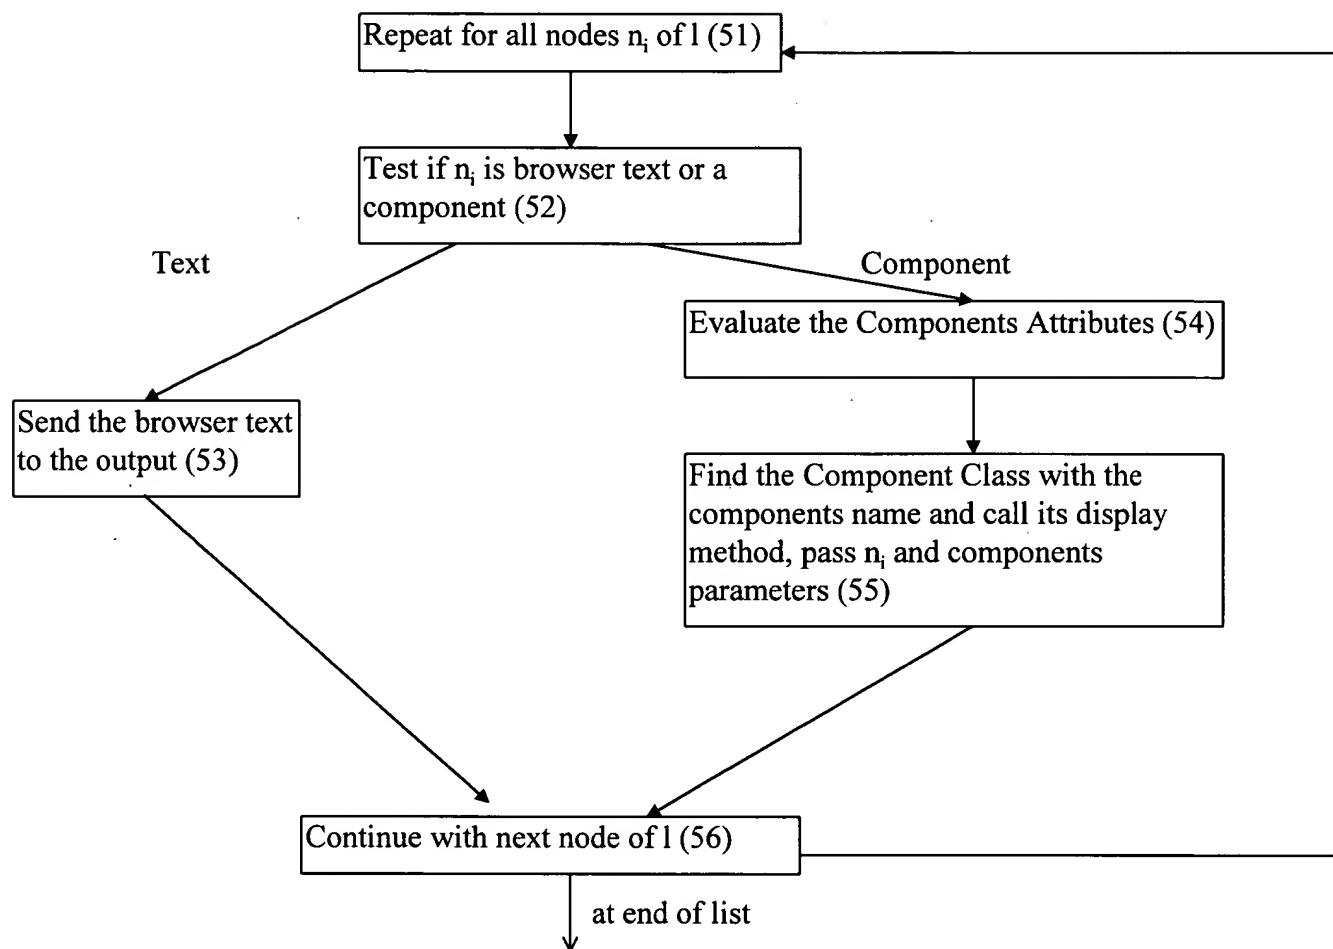 Repeat for all nodes nᵢ of l (51)
Test if nᵢ is browser text or a
component (52)
Text
Component
Evaluate the Components Attributes (54)
Send the browser text
to the output (53)
Find the Component Class with the
components name and call its display
method, pass nᵢ and components
parameters (55)
Continue with next node of l (56)
at end of list